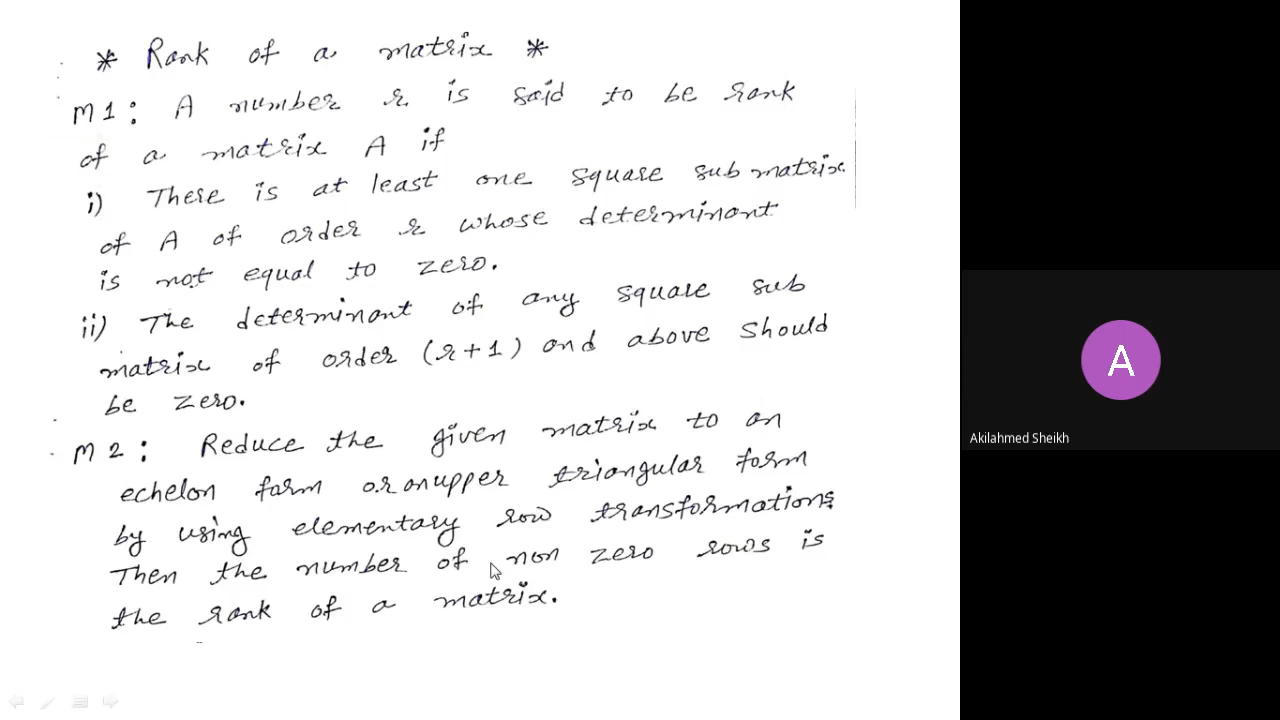 * Rank of a matrix *
M1: A number r is said to be rank
of a matrix A if
i) There is at least one square sub matrix
of A of order r whose determinant
is not equal to zero.
ii) The determinant of any square sub
matrix of order (r+1) and above should
be zero.
M2: Reduce the given matrix to an
echelon form or an upper triangular form
by using elementary row transformations
Then the number of non zero rows is
the rank of a matrix.
A
Akilahmed Sheikh